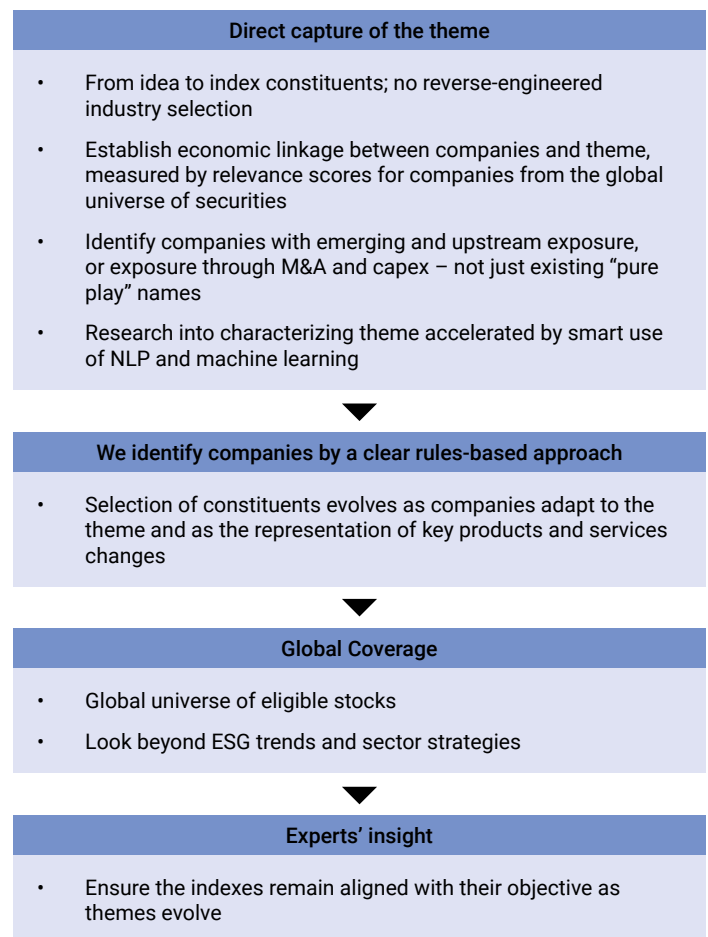 Direct capture of the theme
• From idea to index constituents; no reverse-engineered
industry selection
• Establish economic linkage between companies and theme,
measured by relevance scores for companies from the global
universe of securities
• Identify companies with emerging and upstream exposure,
or exposure through M&A and capex – not just existing “pure
play” names
• Research into characterizing theme accelerated by smart use
of NLP and machine learning
We identify companies by a clear rules-based approach
• Selection of constituents evolves as companies adapt to the
theme and as the representation of key products and services
changes
Global Coverage
• Global universe of eligible stocks
• Look beyond ESG trends and sector strategies
Experts’ insight
• Ensure the indexes remain aligned with their objective as
themes evolve